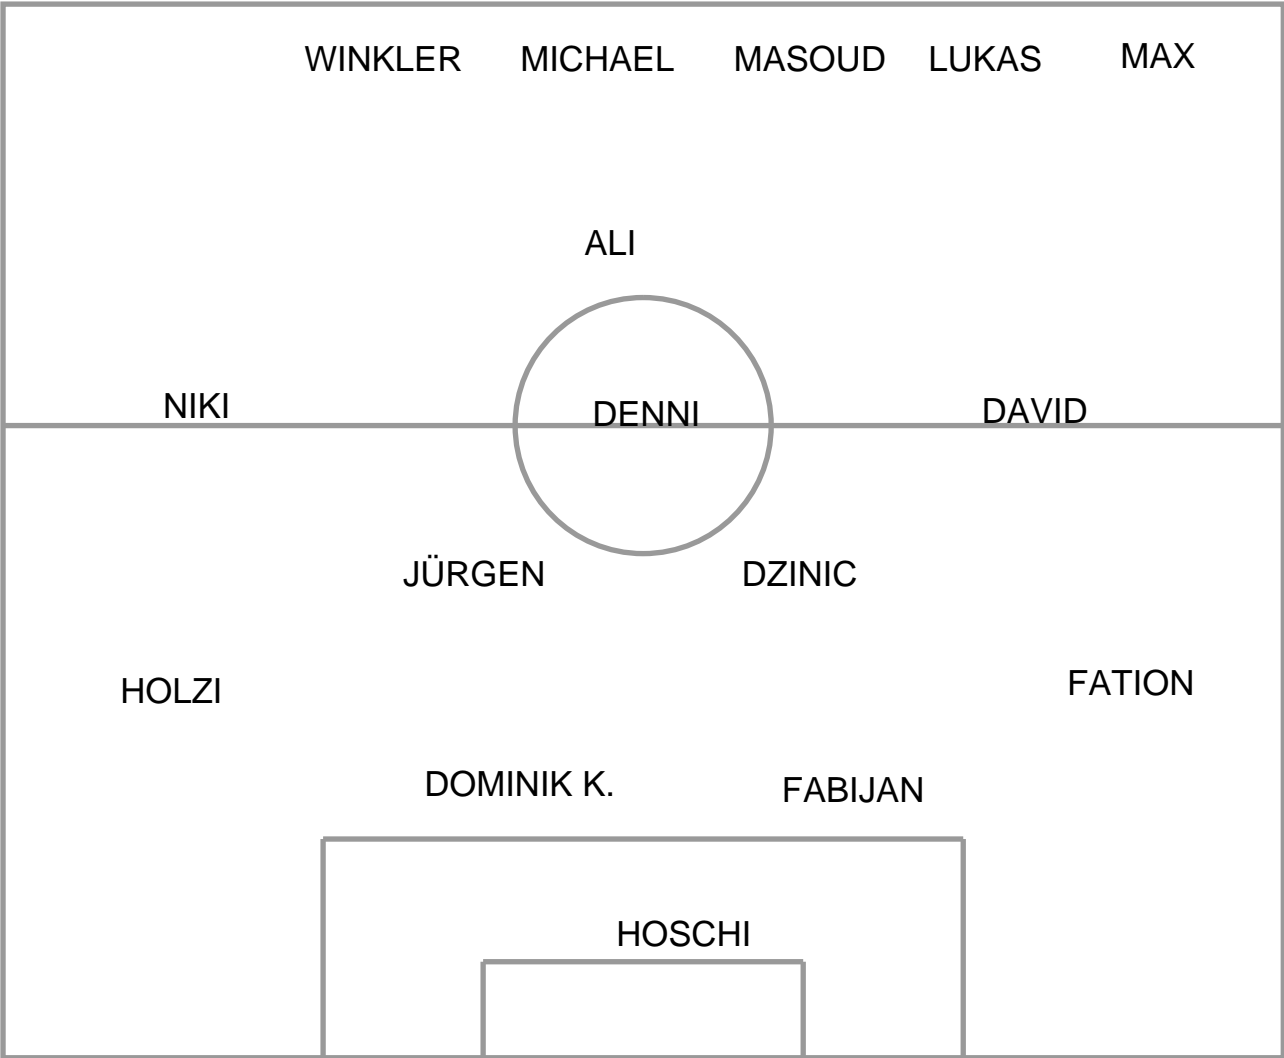 WINKLER MICHAEL MASOUD LUKAS MAX
ALI
NIKI DENNI DAVID
JÜRGEN DZINIC
HOLZI FATION
DOMINIK K. FABIJAN
HOSCHI